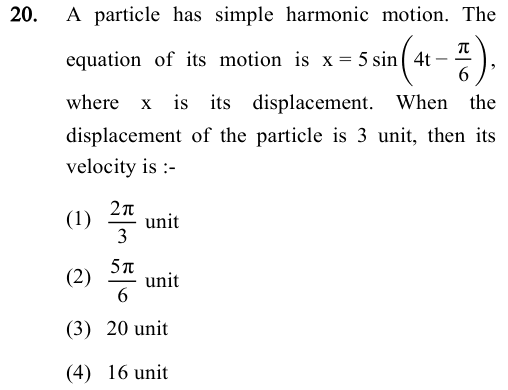 20. A particle has simple harmonic motion. The
equation of its motion is x = 5 sin(4t − π/6),
where x is its displacement. When the
displacement of the particle is 3 unit, then its
velocity is :-
(1) 2π/3 unit
(2) 5π/6 unit
(3) 20 unit
(4) 16 unit